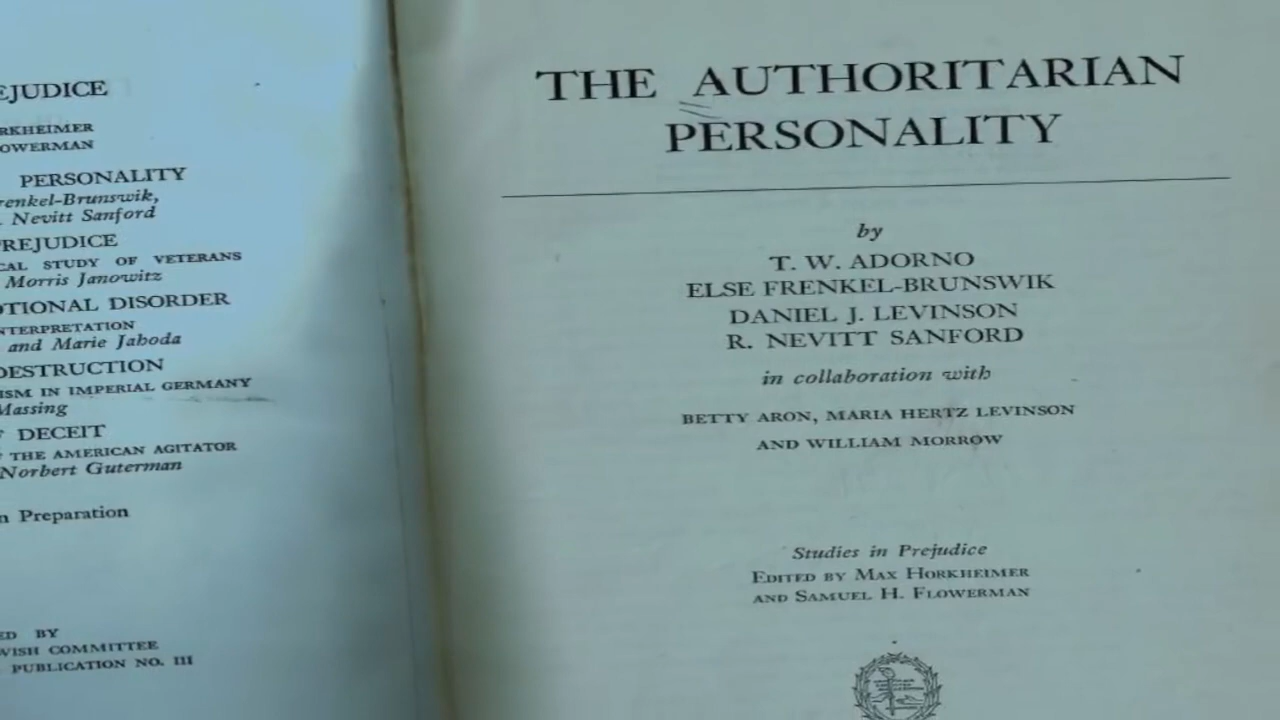 EJUDICE
RKHEIMER
OWERMAN
PERSONALITY
renkel-Brunswik,
. Nevitt Sanford
REJUDICE
CAL STUDY OF VETERANS
Morris Janowitz
OTIONAL DISORDER
NTERPRETATION
and Marie Jahoda
DESTRUCTION
ISM IN IMPERIAL GERMANY
Massing
F DECEIT
F THE AMERICAN AGITATOR
Norbert Guterman
n Preparation
ED BY
WISH COMMITTEE
PUBLICATION NO. III
THE AUTHORITARIAN
PERSONALITY
by
T. W. ADORNO
ELSE FRENKEL-BRUNSWIK
DANIEL J. LEVINSON
R. NEVITT SANFORD
in collaboration with
BETTY ARON, MARIA HERTZ LEVINSON
AND WILLIAM MORROW
Studies in Prejudice
EDITED BY MAX HORKHEIMER
AND SAMUEL H. FLOWERMAN